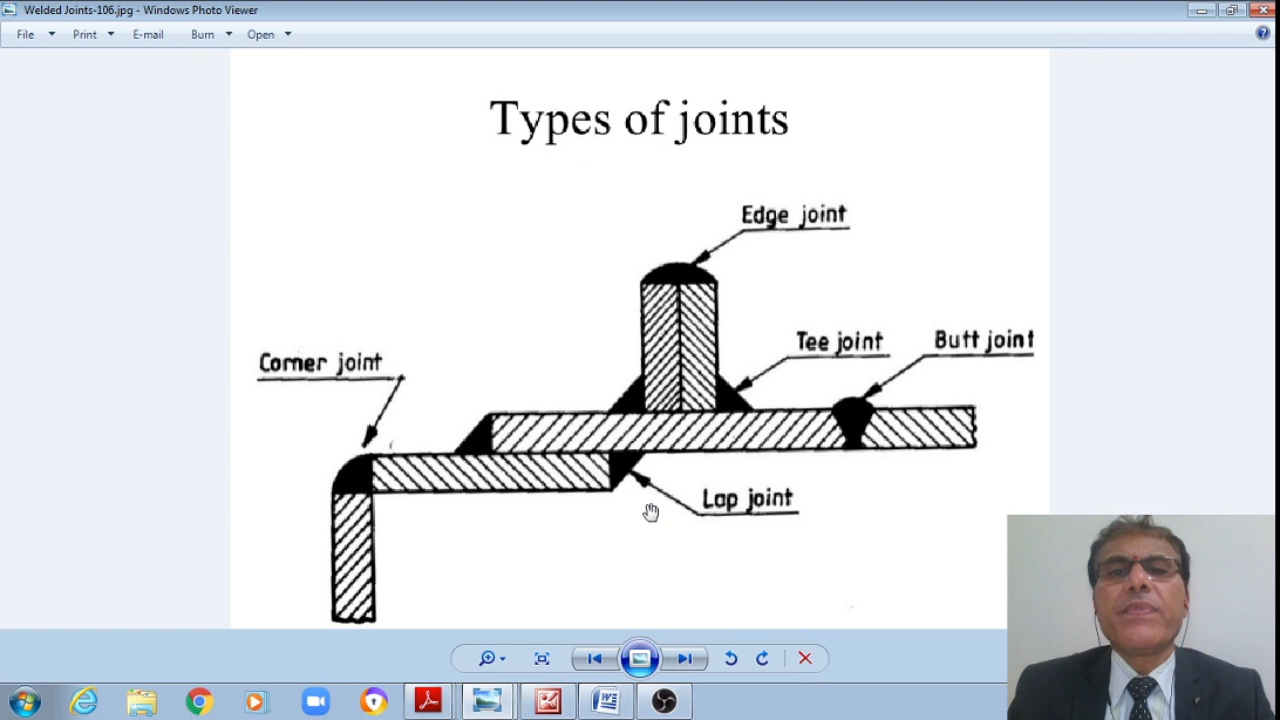 Welded Joints-106.jpg - Windows Photo Viewer
File Print E-mail Burn Open
Types of joints
Edge joint
Tee joint
Butt joint
Corner joint
Lap joint